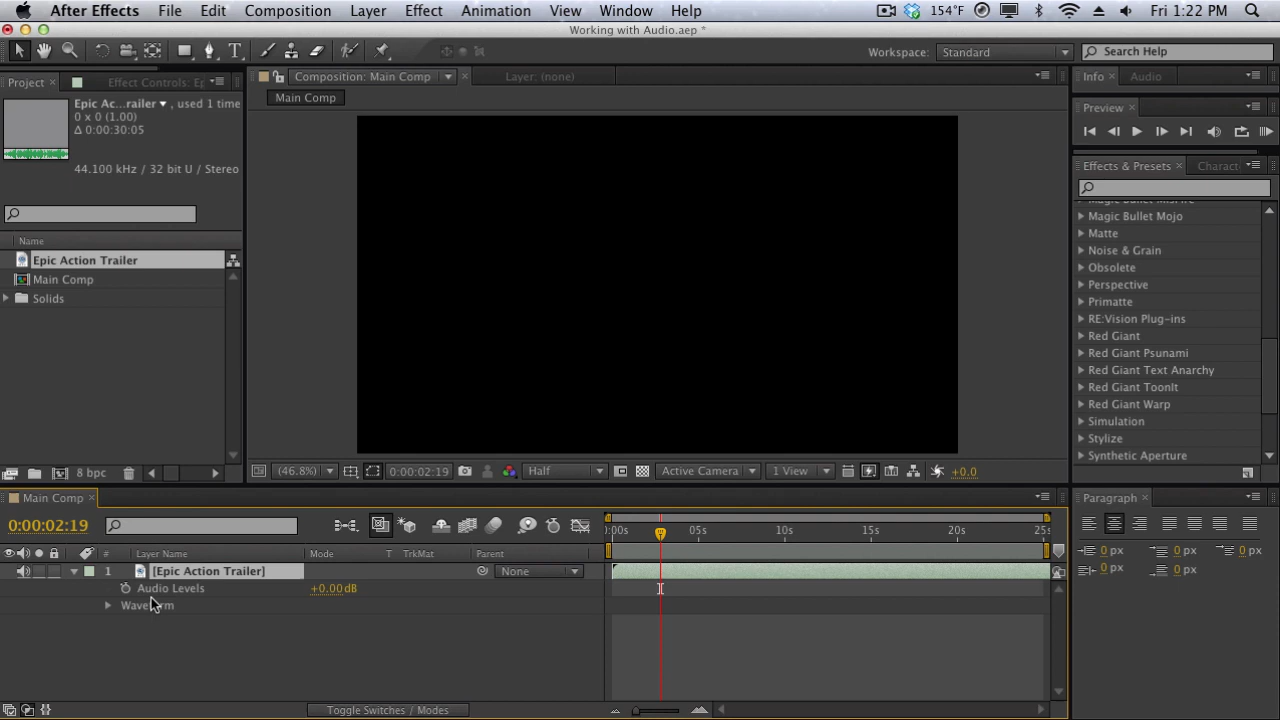 After Effects File Edit Composition Layer Effect Animation View Window Help 154°F Fri 1:22 PM
Working with Audio.aep *
Workspace: Standard Search Help
Project Effect Controls: Ep Composition: Main Comp Layer: (none) Info Audio
Main Comp
Epic Ac...railer , used 1 time
0 x 0 (1.00)
Δ 0:00:30:05
44.100 kHz / 32 bit U / Stereo
Preview
Effects & Presets Charact
Name
Epic Action Trailer
Main Comp
Solids
Magic Bullet Mojo
Matte
Noise & Grain
Obsolete
Perspective
Primatte
RE:Vision Plug-ins
Red Giant
Red Giant Psunami
Red Giant Text Anarchy
Red Giant ToonIt
Red Giant Warp
Simulation
Stylize
Synthetic Aperture
8 bpc (46.8%) 0:00:02:19 Half Active Camera 1 View +0.0
Main Comp
Paragraph
0:00:02:19
:00s 05s 10s 15s 20s 25s
# Layer Name Mode T TrkMat Parent
1 [Epic Action Trailer] None
Audio Levels +0.00dB
Waveform
0 px 0 px 0 px
0 px 0 px
Toggle Switches / Modes